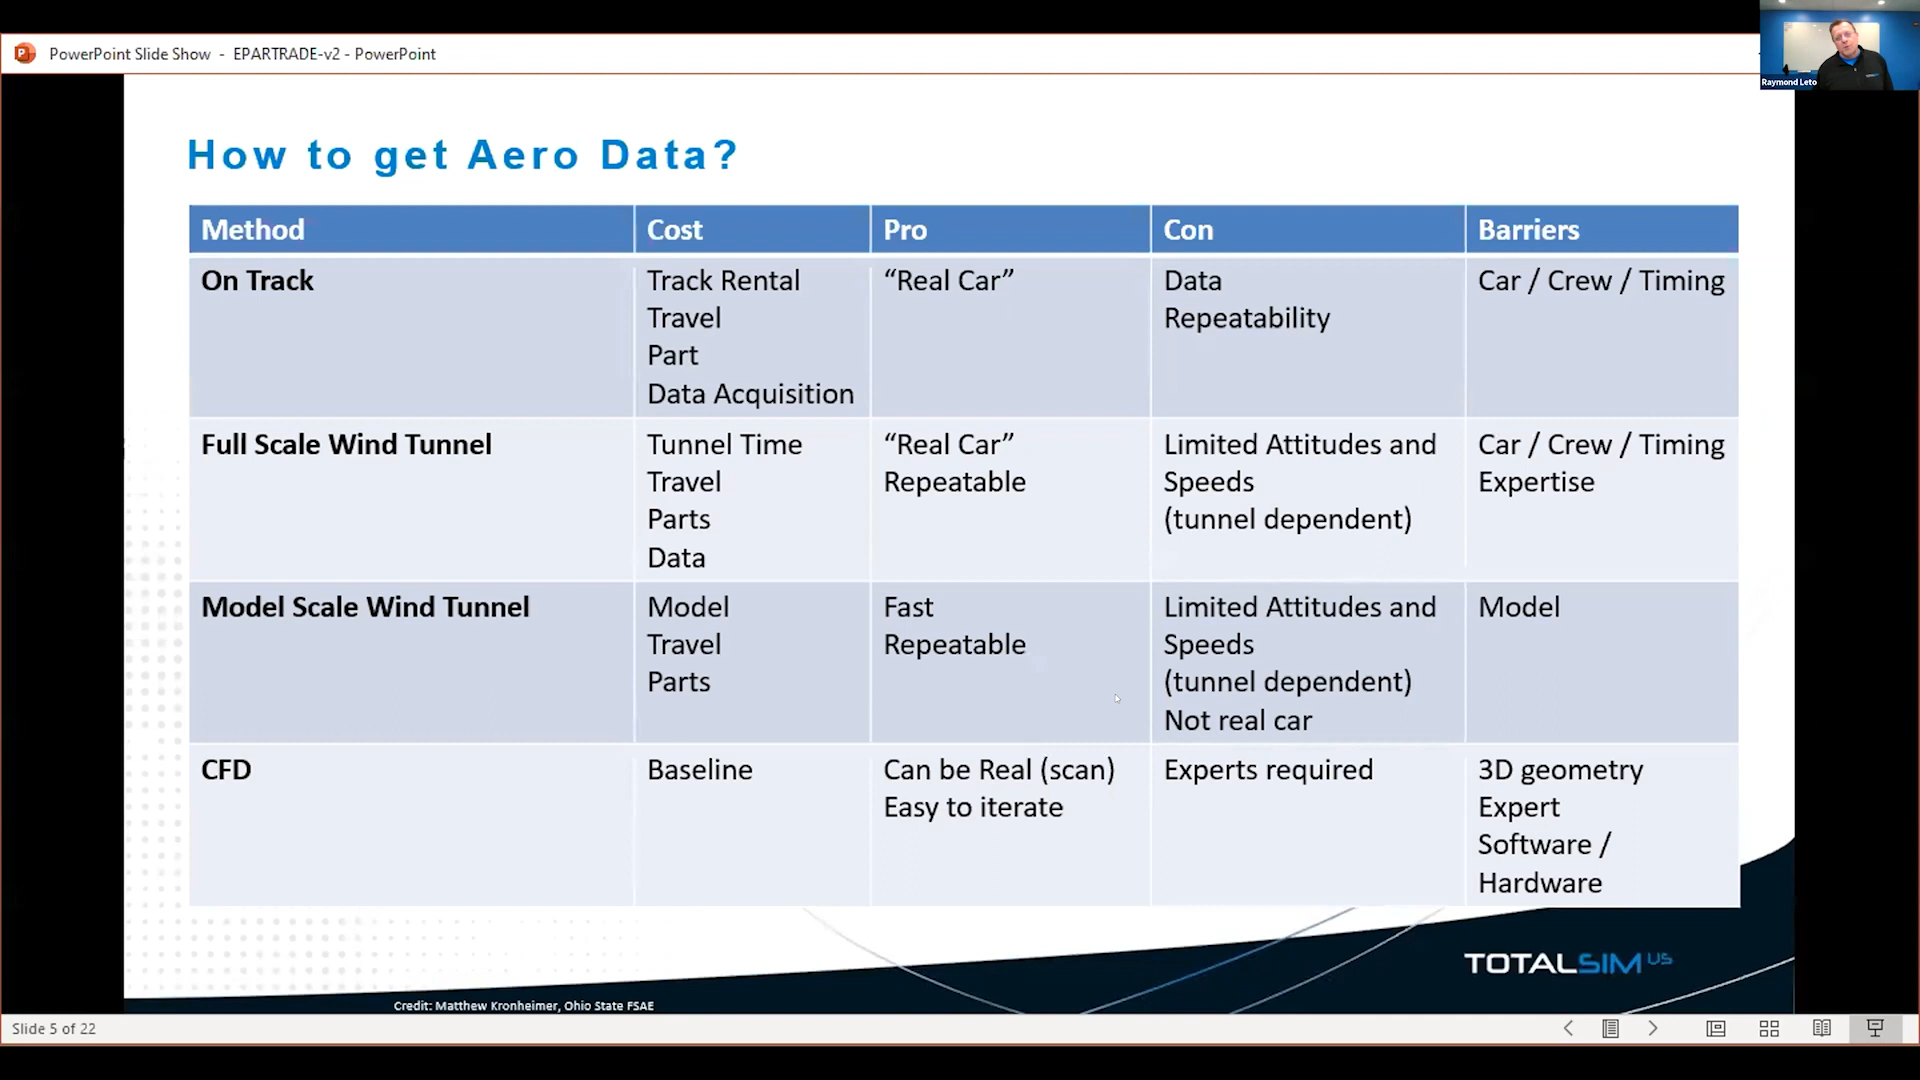 PowerPoint Slide Show - EPARTRADE-v2 - PowerPoint
Raymond Leto
How to get Aero Data?
Method
Cost
Pro
Con
Barriers
On Track
Track Rental
Travel
Part
Data Acquisition
“Real Car”
Data
Repeatability
Car / Crew / Timing
Full Scale Wind Tunnel
Tunnel Time
Travel
Parts
Data
“Real Car”
Repeatable
Limited Attitudes and
Speeds
(tunnel dependent)
Car / Crew / Timing
Expertise
Model Scale Wind Tunnel
Model
Travel
Parts
Fast
Repeatable
Limited Attitudes and
Speeds
(tunnel dependent)
Not real car
Model
CFD
Baseline
Can be Real (scan)
Easy to iterate
Experts required
3D geometry
Expert
Software /
Hardware
TOTALSIM US
Credit: Matthew Kronheimer, Ohio State FSAE
Slide 5 of 22